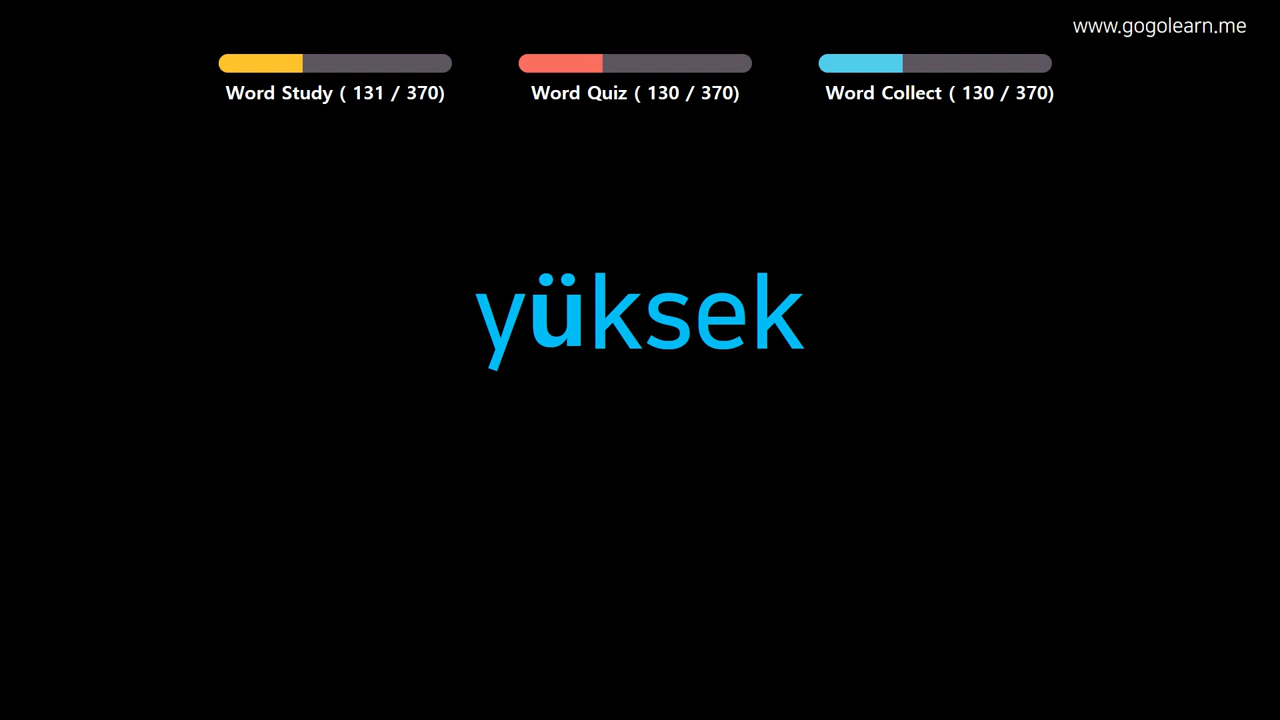 www.gogolearn.me
Word Study ( 131 / 370)
Word Quiz ( 130 / 370)
Word Collect ( 130 / 370)
yüksek